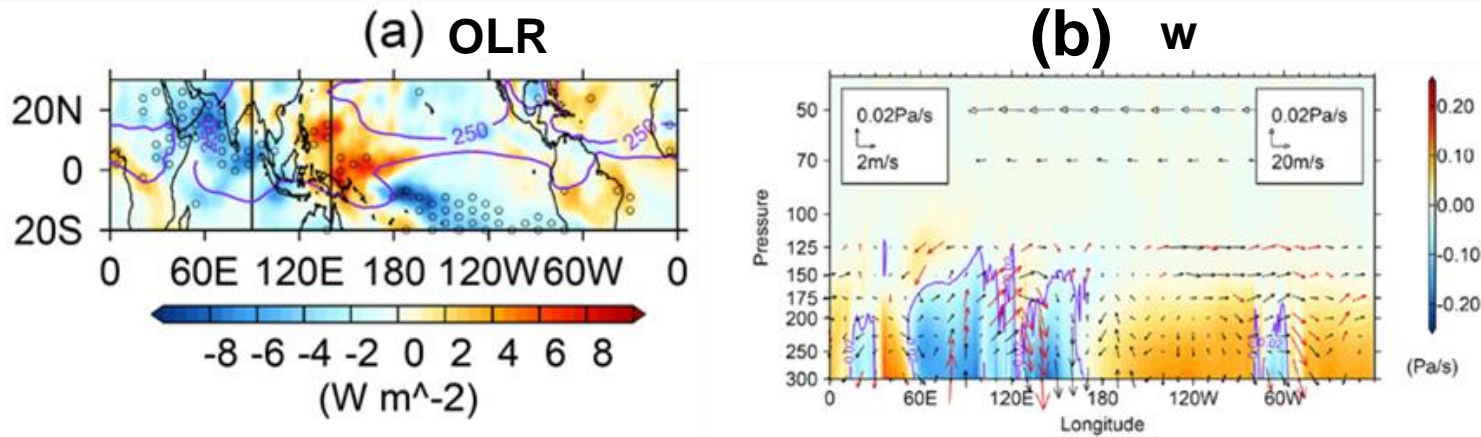 (a) OLR
20N
0
20S
250
250
0 60E 120E 180 120W 60W 0
-8 -6 -4 -2 0 2 4 6 8
(W m^-2)
(b) w
Pressure
50
70
100
125
150
175
200
250
300
0.02Pa/s
2m/s
0.02Pa/s
20m/s
0 60E 120E 180 120W 60W
Longitude
0.20
0.10
0.00
-0.10
-0.20
(Pa/s)